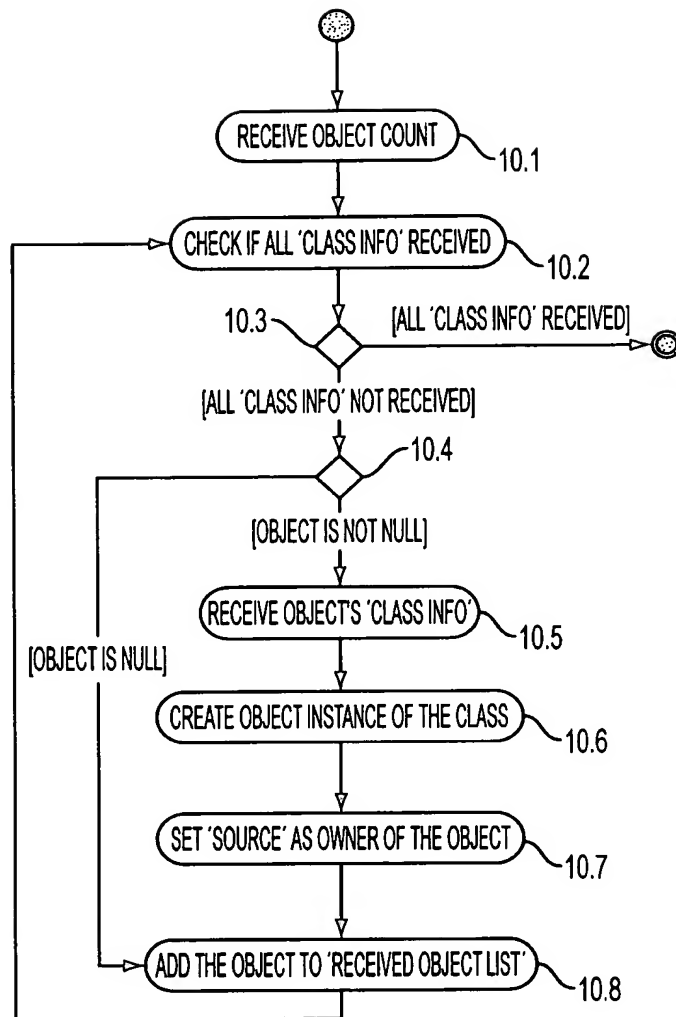 RECEIVE OBJECT COUNT
10.1
CHECK IF ALL 'CLASS INFO' RECEIVED
10.2
10.3
[ALL 'CLASS INFO' RECEIVED]
[ALL 'CLASS INFO' NOT RECEIVED]
10.4
[OBJECT IS NOT NULL]
RECEIVE OBJECT'S 'CLASS INFO'
10.5
[OBJECT IS NULL]
CREATE OBJECT INSTANCE OF THE CLASS
10.6
SET 'SOURCE' AS OWNER OF THE OBJECT
10.7
ADD THE OBJECT TO 'RECEIVED OBJECT LIST'
10.8